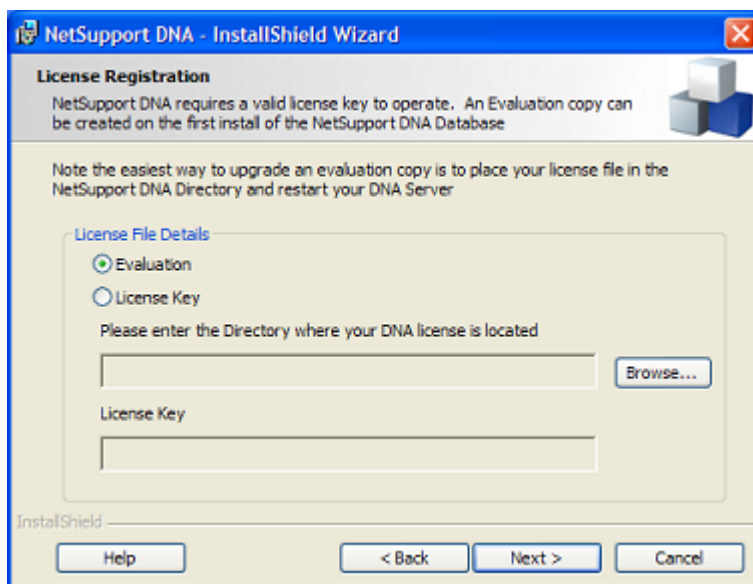 NetSupport DNA - InstallShield Wizard
License Registration
NetSupport DNA requires a valid license key to operate. An Evaluation copy can
be created on the first install of the NetSupport DNA Database
Note the easiest way to upgrade an evaluation copy is to place your license file in the
NetSupport DNA Directory and restart your DNA Server
License File Details
Evaluation
License Key
Please enter the Directory where your DNA license is located
Browse...
License Key
InstallShield
Help
< Back
Next >
Cancel